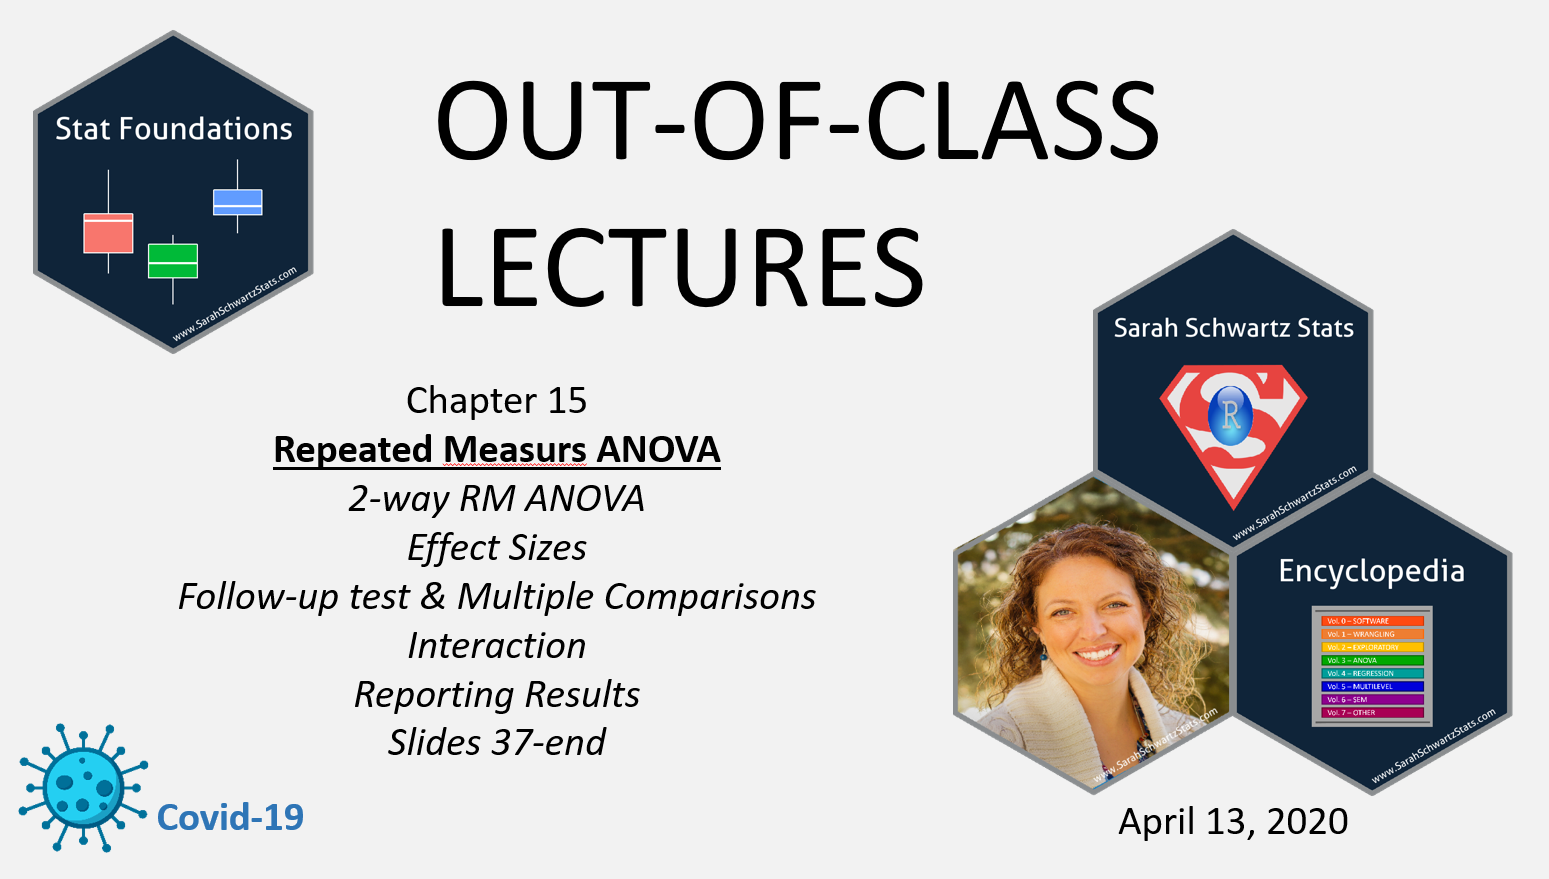 Stat Foundations
www.SarahSchwartzStats.com
OUT-OF-CLASS
LECTURES
Chapter 15
Repeated Measurs ANOVA
2-way RM ANOVA
Effect Sizes
Follow-up test & Multiple Comparisons
Interaction
Reporting Results
Slides 37-end
Covid-19
Sarah Schwartz Stats
S
R
www.SarahSchwartzStats.com
www.SarahSchwartzStats.com
Encyclopedia
Vol. 0 – SOFTWARE
Vol. 1 – WRANGLING
Vol. 2 – EXPLORATORY
Vol. 3 – ANOVA
Vol. 4 – REGRESSION
Vol. 5 – MULTILEVEL
Vol. 6 – SEM
Vol. 7 – OTHER
www.SarahSchwartzStats.com
April 13, 2020